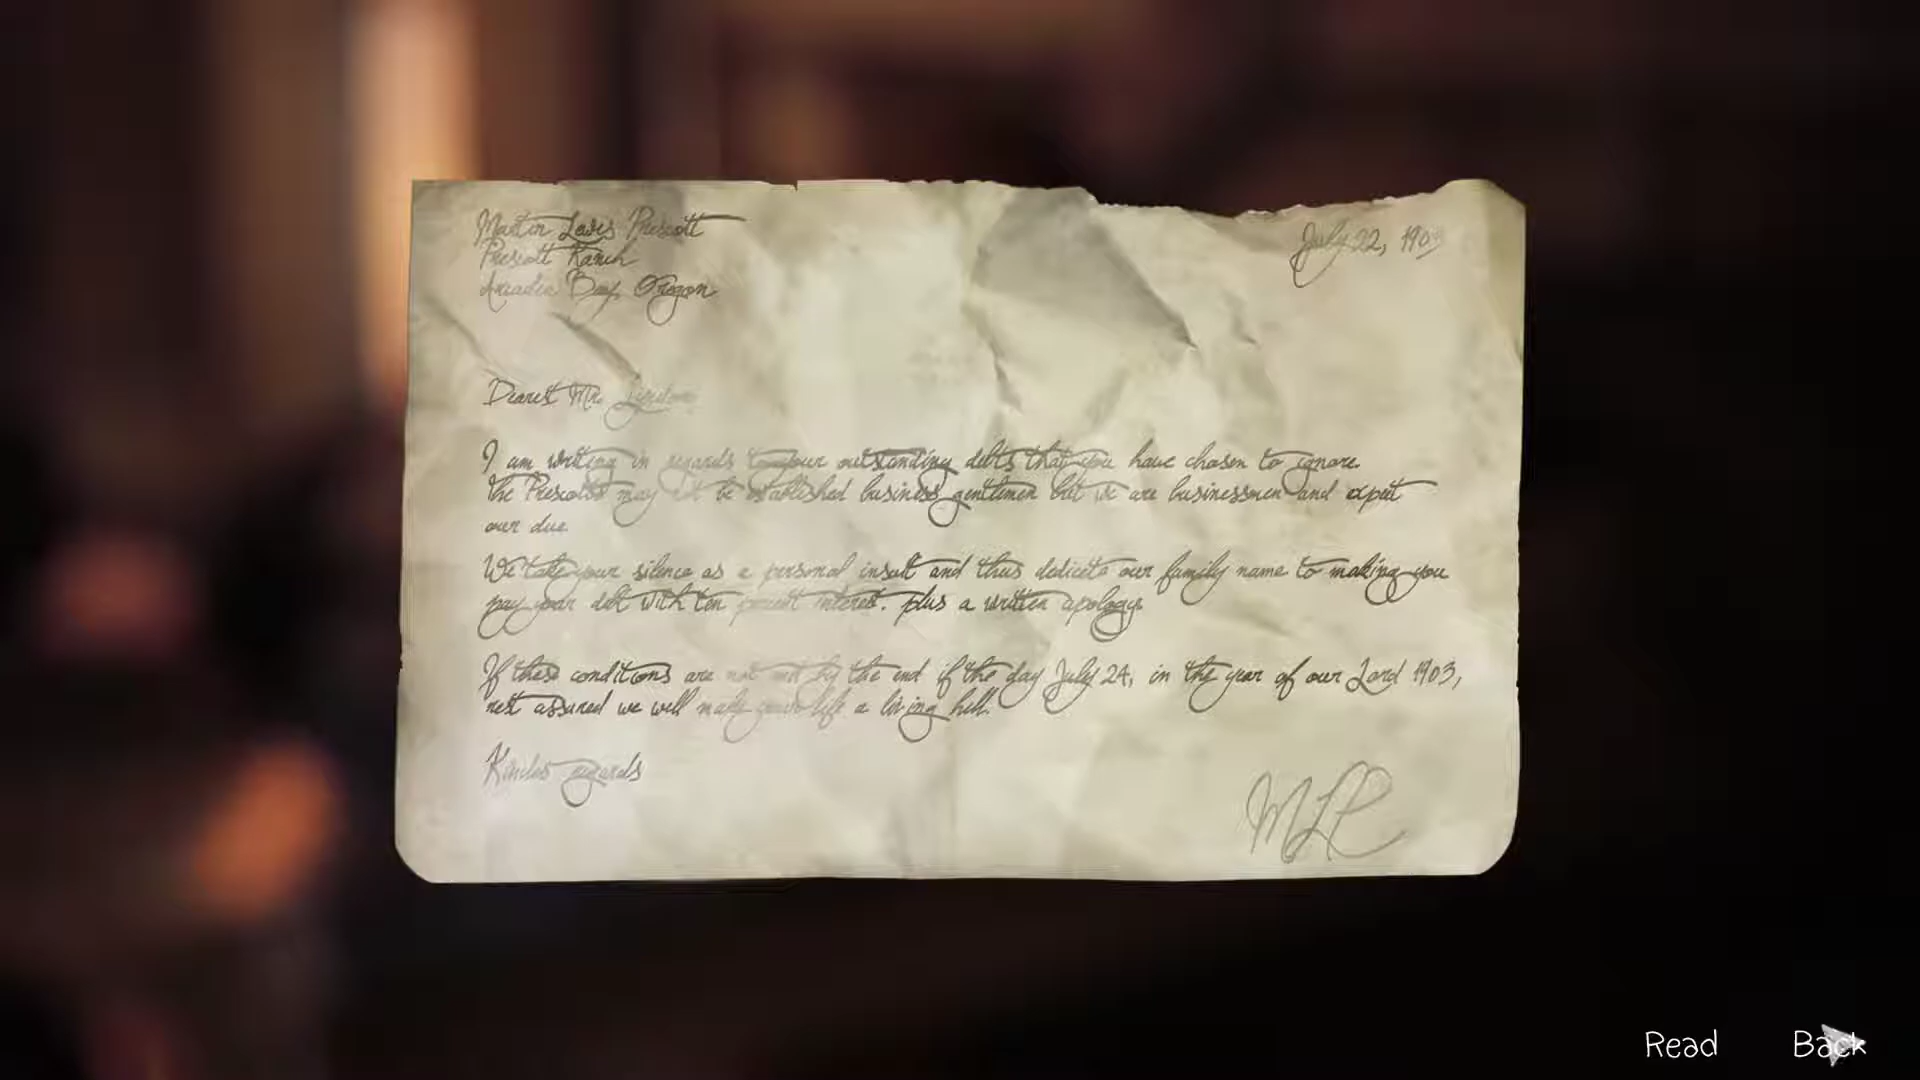 Martin Lewis Prescott
July 22, 1903
Prescott Ranch
Arcadia Bay, Oregon
Dearest Mr.
I am writing in regards to your outstanding debts that you have chosen to ignore.
The Prescotts may not be established business gentlemen but we are businessmen and expect
our due.
We take your silence as a personal insult and thus dedicate our family name to making you
pay your debt with ten percent interest. plus a written apology.
If these conditions are not met by the end if the day July 24, in the year of our Lord 1903,
rest assured we will make your life a living hell.
Kindes regards
MLP
Read Back